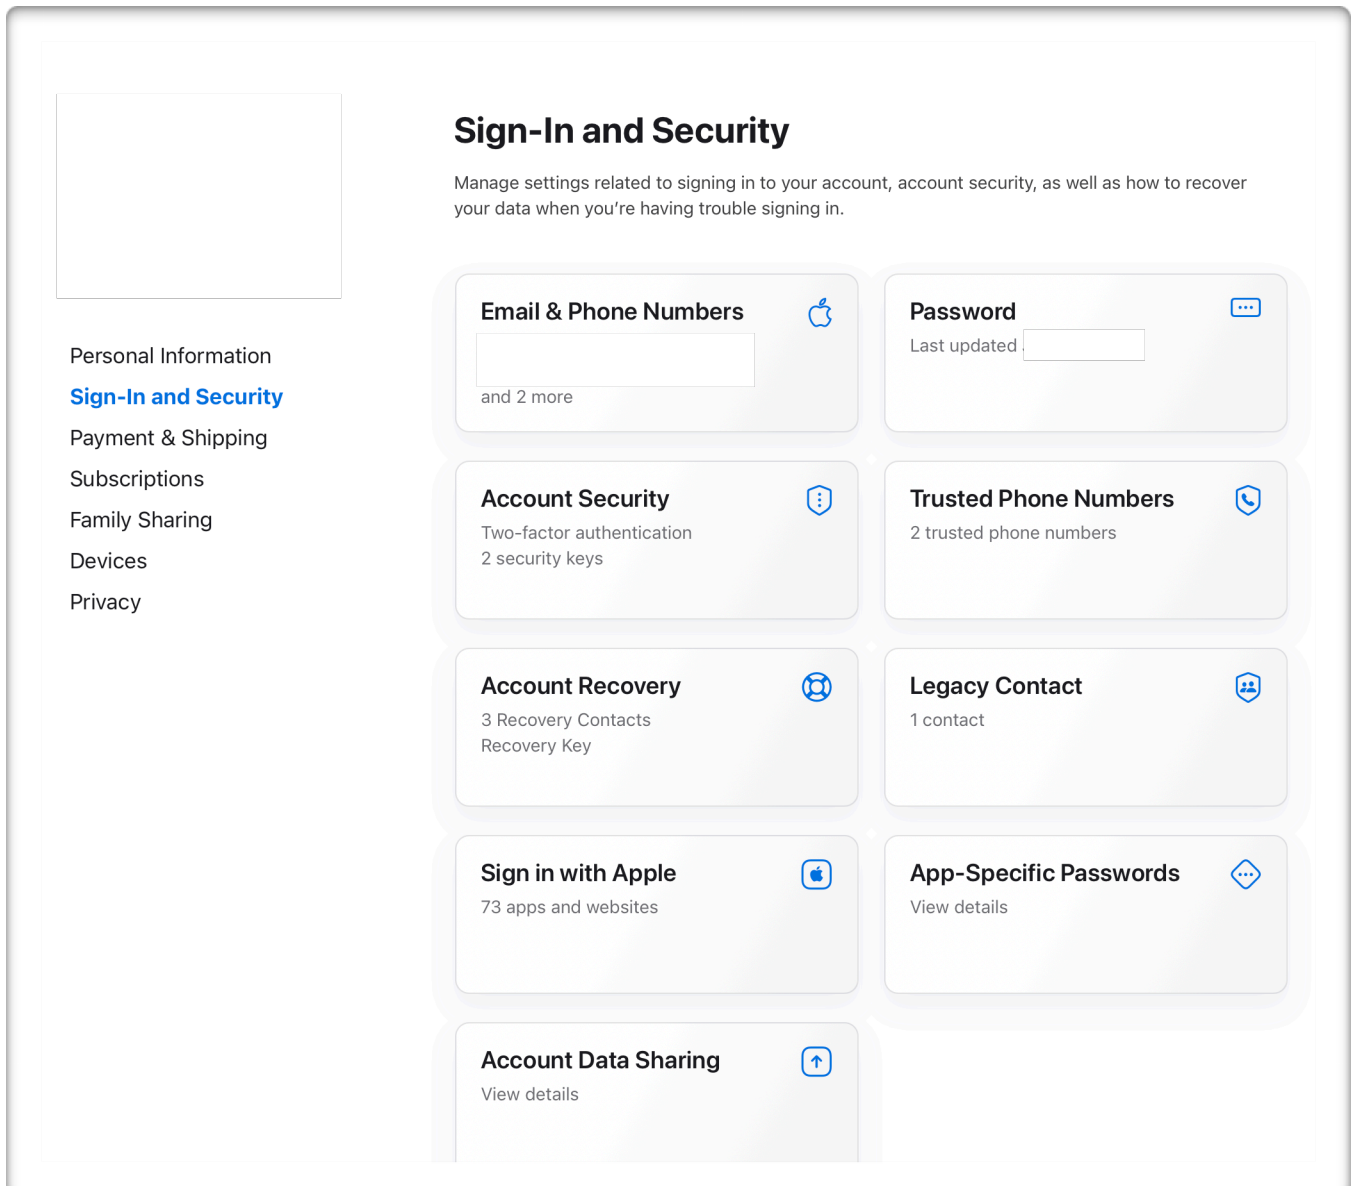 Sign-In and Security
Manage settings related to signing in to your account, account security, as well as how to recover
your data when you’re having trouble signing in.
Personal Information
Sign-In and Security
Payment & Shipping
Subscriptions
Family Sharing
Devices
Privacy
Email & Phone Numbers
and 2 more
Password
Last updated
Account Security
Two-factor authentication
2 security keys
Trusted Phone Numbers
2 trusted phone numbers
Account Recovery
3 Recovery Contacts
Recovery Key
Legacy Contact
1 contact
Sign in with Apple
73 apps and websites
App-Specific Passwords
View details
Account Data Sharing
View details